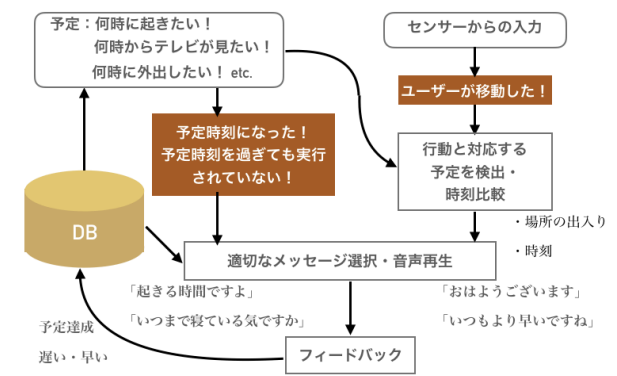 予定：何時に起きたい！
何時からテレビが見たい！
何時に外出したい！ etc.
センサーからの入力
ユーザーが移動した！
予定時刻になった！
予定時刻を過ぎても実行
されていない！
行動と対応する
予定を検出・
時刻比較
・場所の出入り
・時刻
DB
適切なメッセージ選択・音声再生
「起きる時間ですよ」
「いつまで寝ている気ですか」
「おはようございます」
「いつもより早いですね」
予定達成
遅い・早い
フィードバック